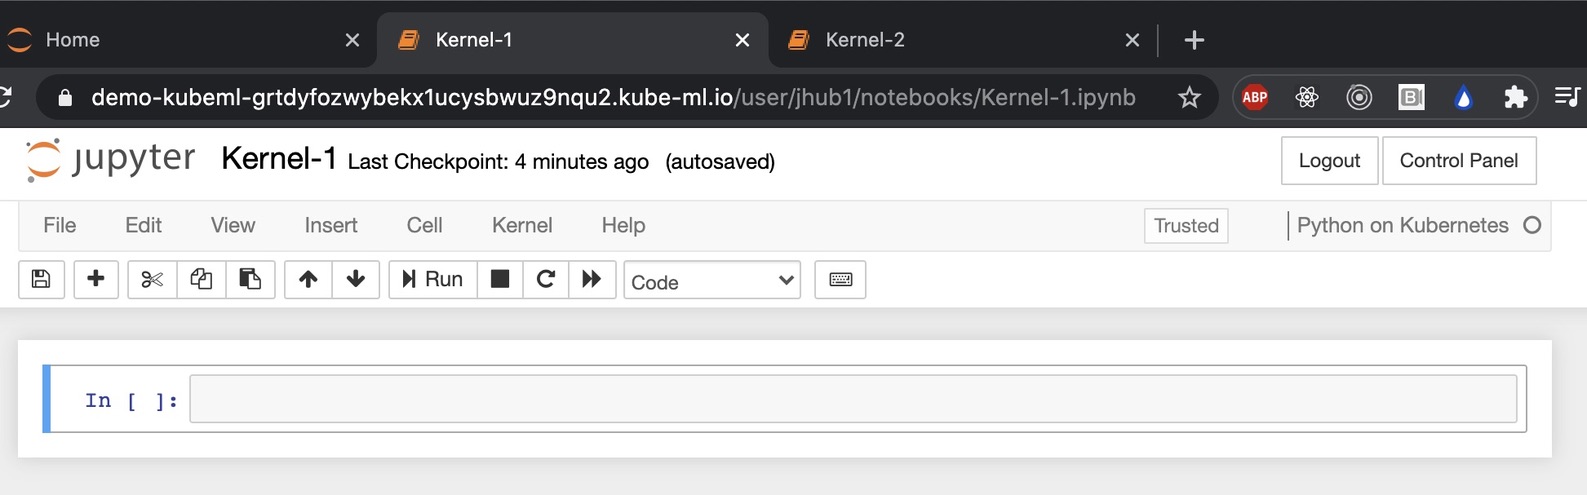 Home
Kernel-1
Kernel-2
demo-kubeml-grtdyfozwybekx1ucysbwuz9nqu2.kube-ml.io/user/jhub1/notebooks/Kernel-1.ipynb
ABP
B
jupyter Kernel-1 Last Checkpoint: 4 minutes ago (autosaved)
Logout Control Panel
File Edit View Insert Cell Kernel Help
Trusted Python on Kubernetes
Run Code
In [ ]: